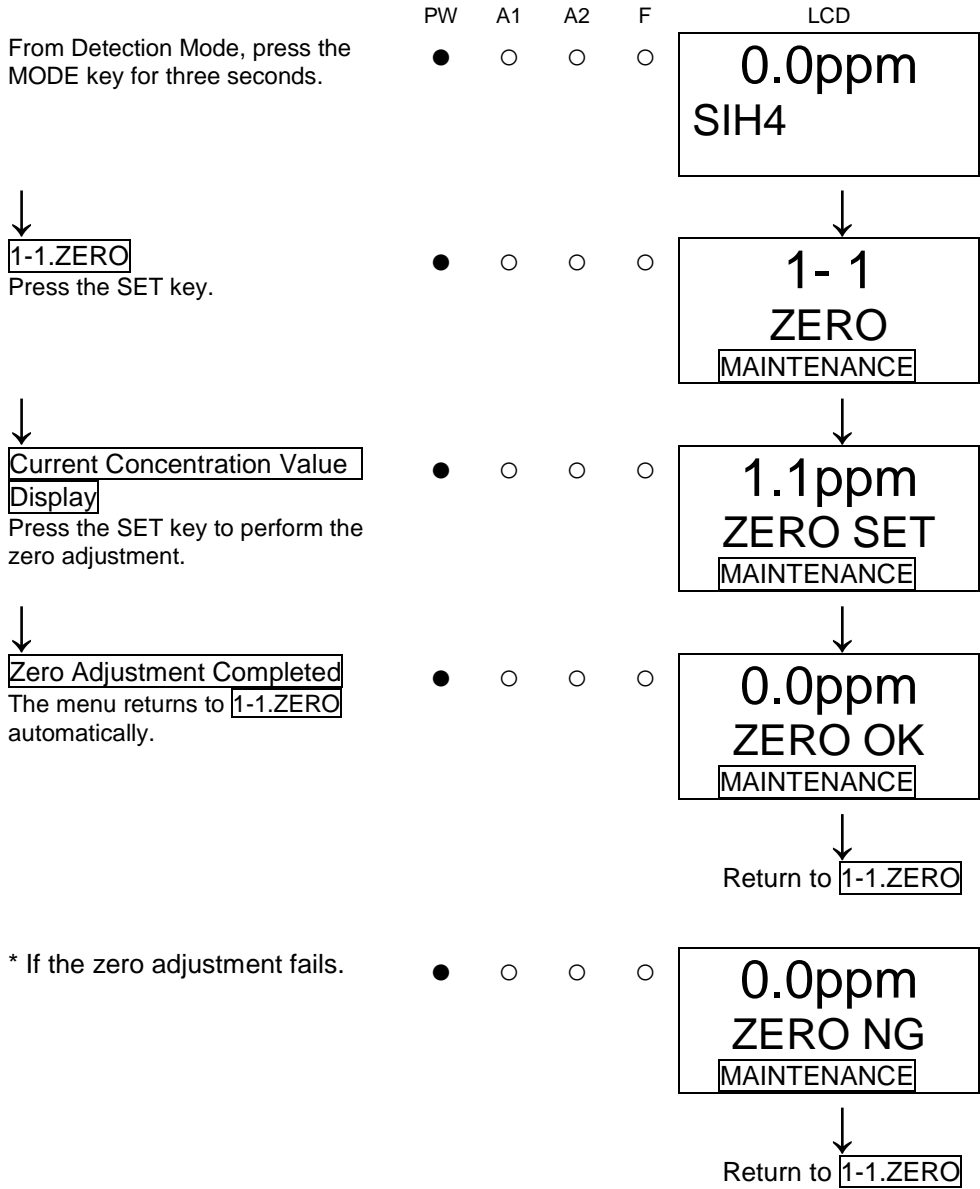 PW A1 A2 F LCD
From Detection Mode, press the
MODE key for three seconds.
● ○ ○ ○
0.0ppm
SIH4
↓ ↓
1-1.ZERO
Press the SET key.
● ○ ○ ○
1- 1
ZERO
MAINTENANCE
↓ ↓
Current Concentration Value
Display
Press the SET key to perform the
zero adjustment.
● ○ ○ ○
1.1ppm
ZERO SET
MAINTENANCE
↓ ↓
Zero Adjustment Completed
The menu returns to 1-1.ZERO
automatically.
● ○ ○ ○
0.0ppm
ZERO OK
MAINTENANCE
↓
Return to 1-1.ZERO
* If the zero adjustment fails.
● ○ ○ ○
0.0ppm
ZERO NG
MAINTENANCE
↓
Return to 1-1.ZERO